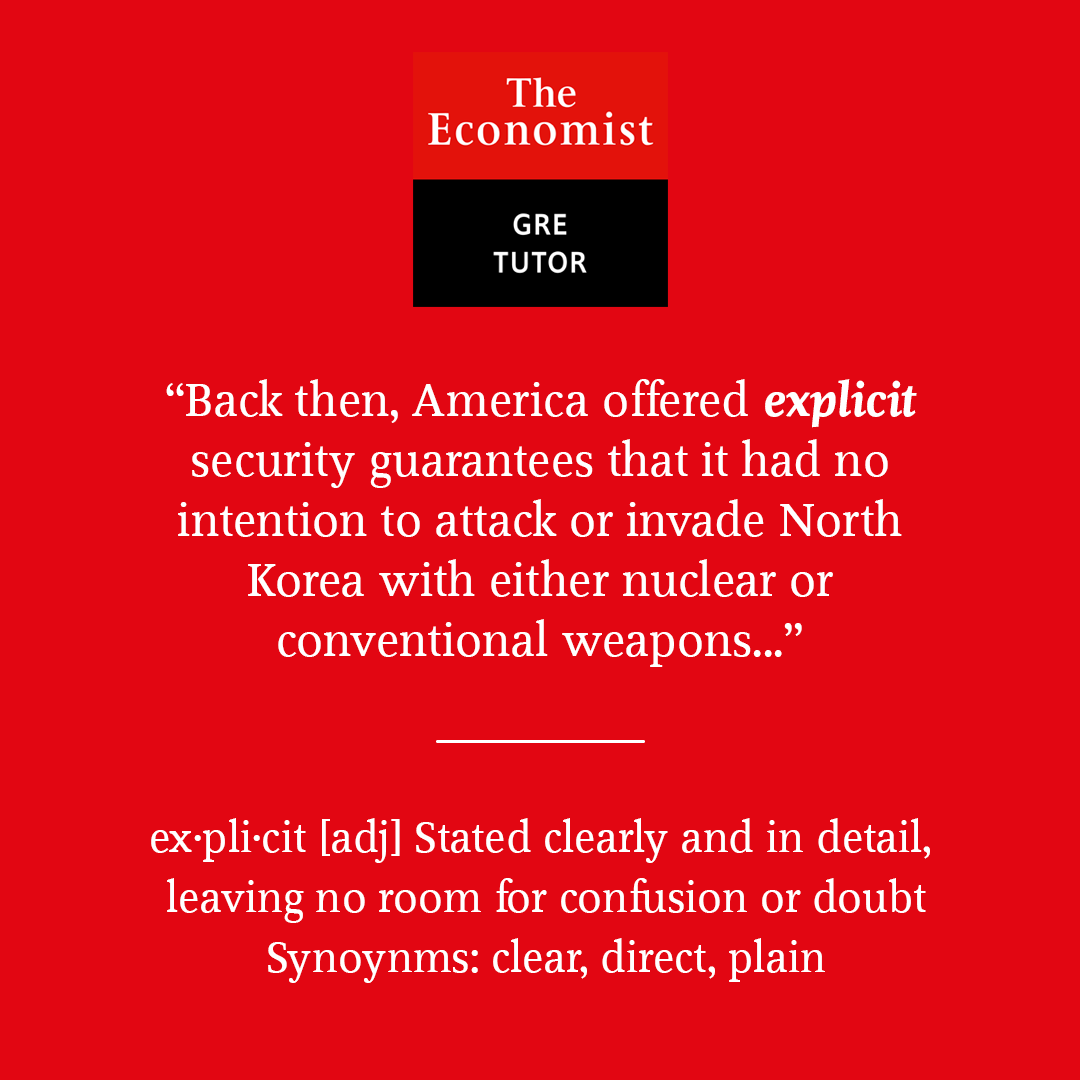 The
Economist
GRE
TUTOR
“Back then, America offered explicit
security guarantees that it had no
intention to attack or invade North
Korea with either nuclear or
conventional weapons...”
ex·pli·cit [adj] Stated clearly and in detail,
leaving no room for confusion or doubt
Synoynms: clear, direct, plain